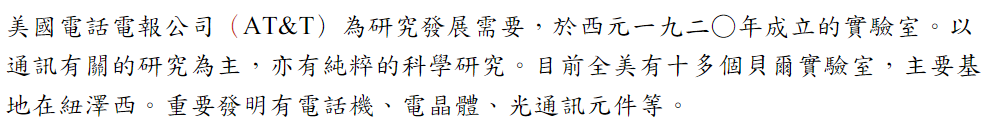 美國電話電報公司（AT&T）為研究發展需要，於西元一九二〇年成立的實驗室。以
通訊有關的研究為主，亦有純粹的科學研究。目前全美有十多個貝爾實驗室，主要基
地在紐澤西。重要發明有電話機、電晶體、光通訊元件等。